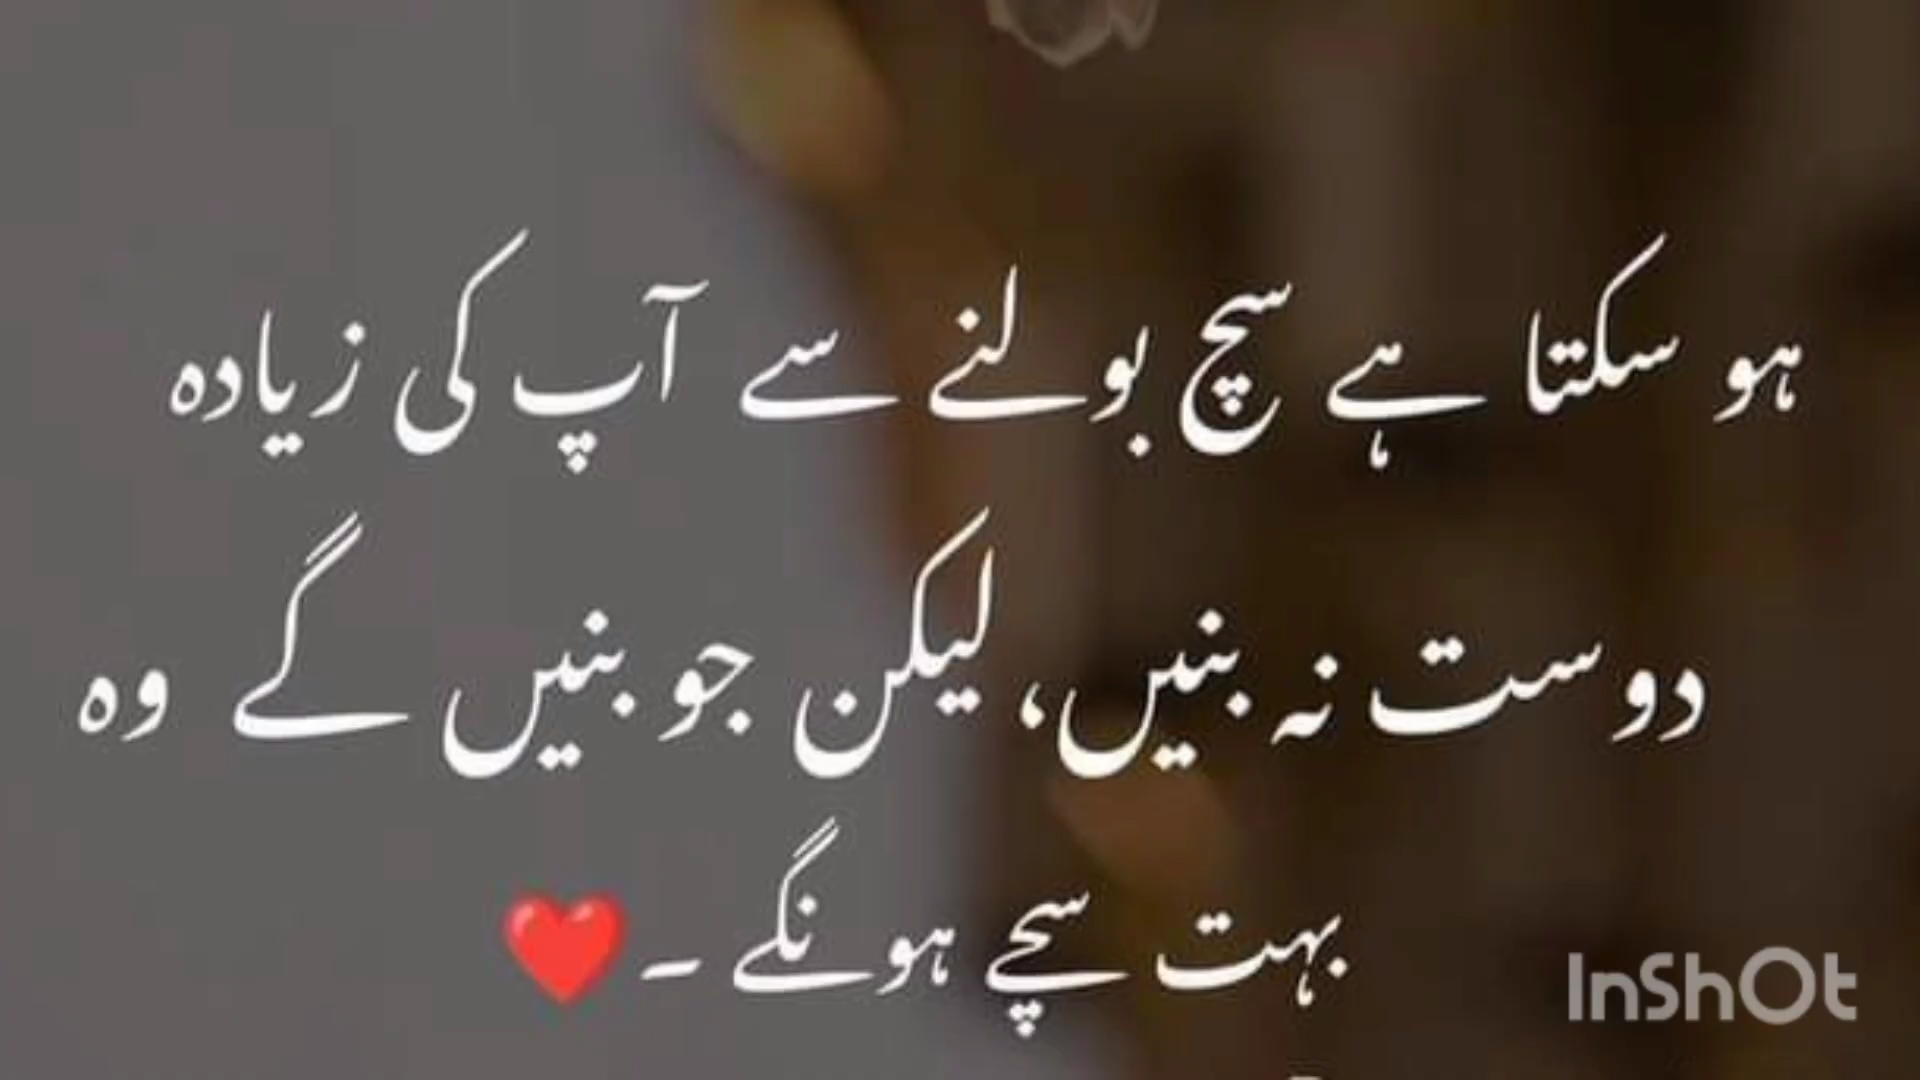 ہو سکتا ہے سچ بولنے سے آپ کی زیادہ
دوست نہ بنیں، لیکن جو بنیں گے وہ
بہت سچے ہونگے ۔❤️
InShOt